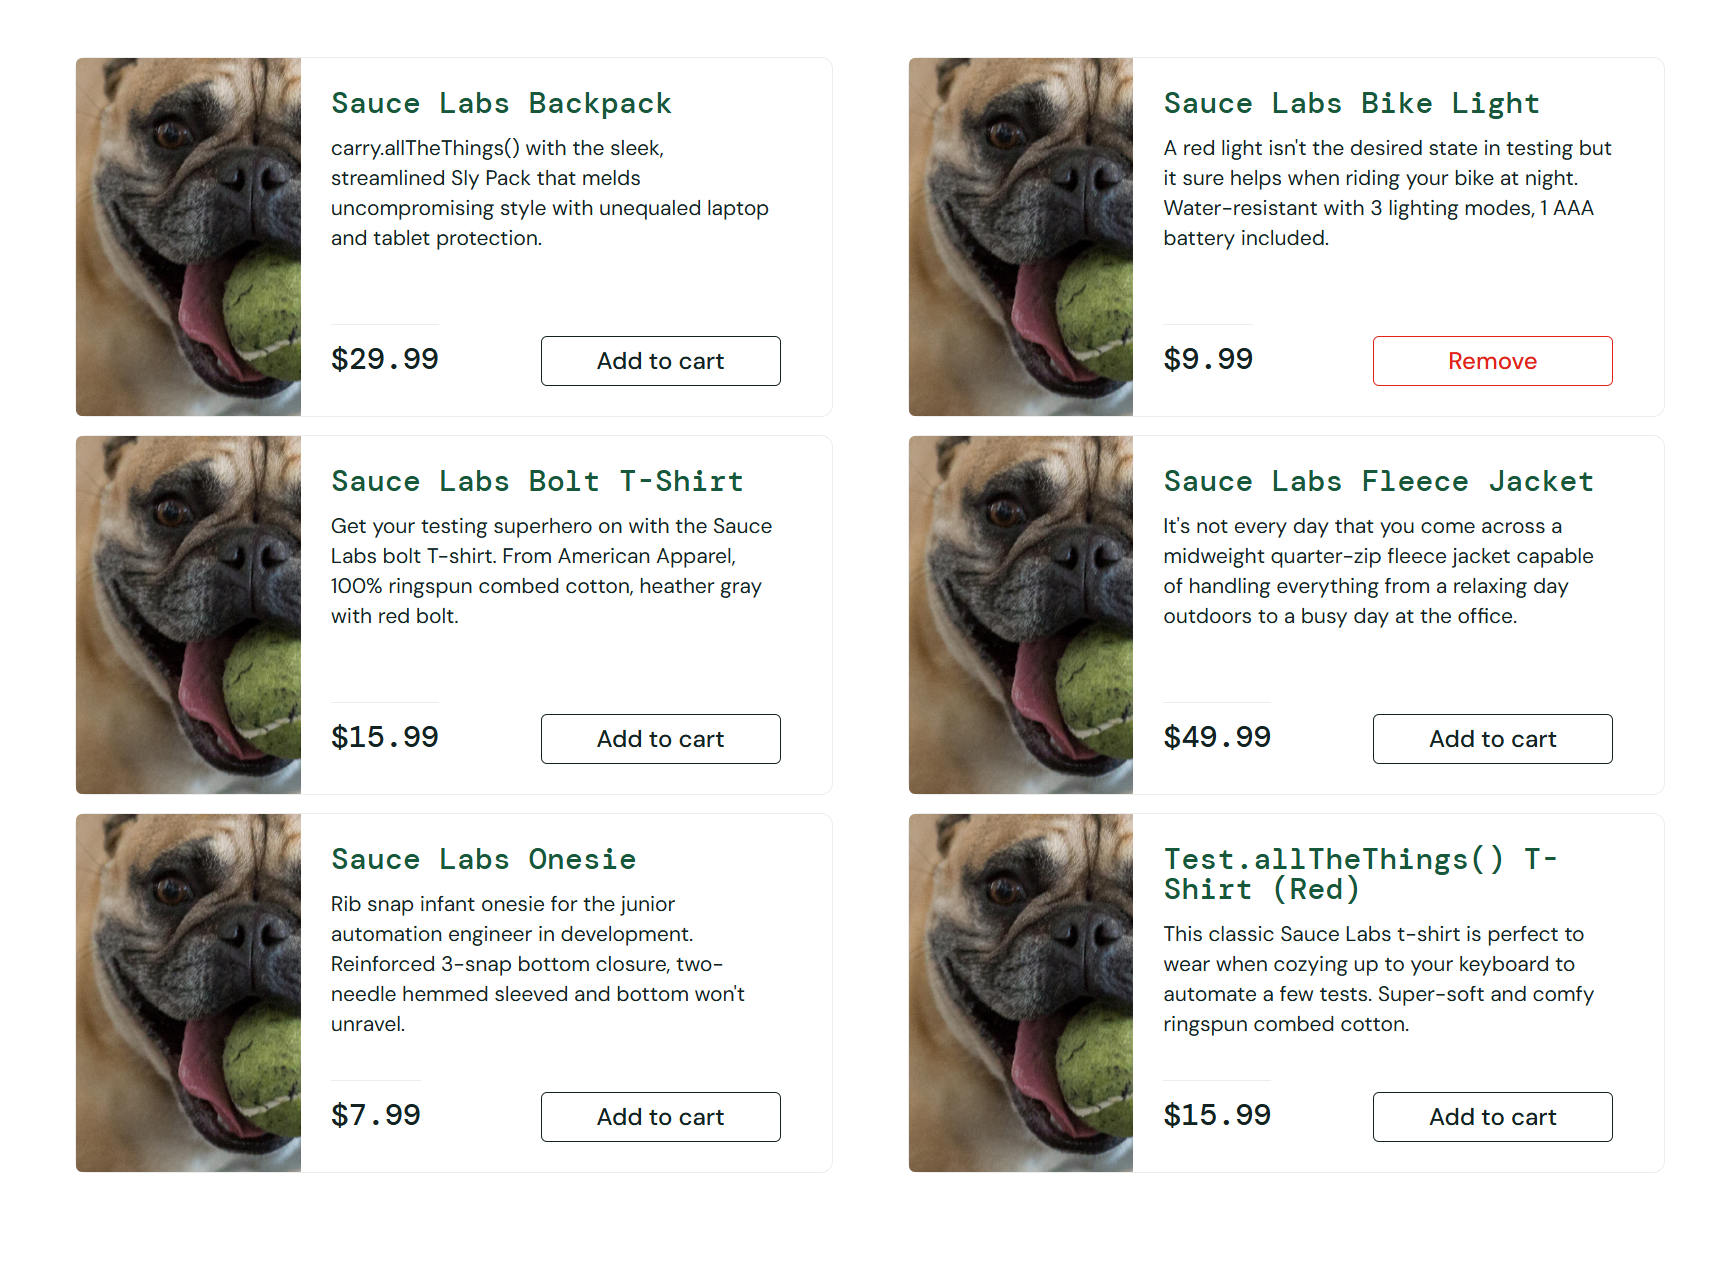 Sauce Labs Backpack
carry.allTheThings() with the sleek,
streamlined Sly Pack that melds
uncompromising style with unequaled laptop
and tablet protection.
$29.99
Add to cart
Sauce Labs Bike Light
A red light isn't the desired state in testing but
it sure helps when riding your bike at night.
Water-resistant with 3 lighting modes, 1 AAA
battery included.
$9.99
Remove
Sauce Labs Bolt T-Shirt
Get your testing superhero on with the Sauce
Labs bolt T-shirt. From American Apparel,
100% ringspun combed cotton, heather gray
with red bolt.
$15.99
Add to cart
Sauce Labs Fleece Jacket
It's not every day that you come across a
midweight quarter-zip fleece jacket capable
of handling everything from a relaxing day
outdoors to a busy day at the office.
$49.99
Add to cart
Sauce Labs Onesie
Rib snap infant onesie for the junior
automation engineer in development.
Reinforced 3-snap bottom closure, two-
needle hemmed sleeved and bottom won't
unravel.
$7.99
Add to cart
Test.allTheThings() T-
Shirt (Red)
This classic Sauce Labs t-shirt is perfect to
wear when cozying up to your keyboard to
automate a few tests. Super-soft and comfy
ringspun combed cotton.
$15.99
Add to cart